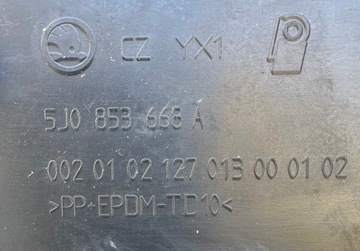 CZ YX1
5J0 853 668 A
002 01 02 127 013 00 01 02
>PP+EPDM-TD10<